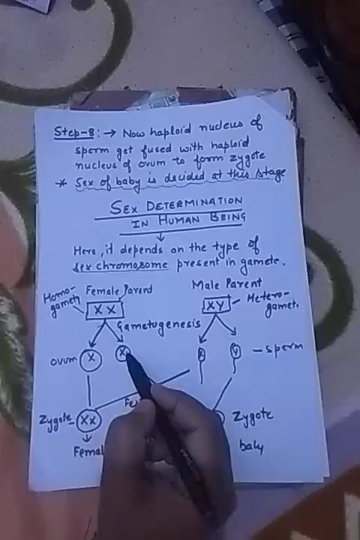 Step-8: → Now haploid nucleus of
sperm get fused with haploid
nucleus of ovum to form zygote
* Sex of baby is decided at this stage
SEX DETERMINATION
IN HUMAN BEING
↓
Here, it depends on the type of
sex chromosome present in gamete.
Homo-gameti Female Parent
XX
Male Parent
XY Hetero-gameti
Gametogenesis
ovum X X X Y - sperm
Zygote XX Zygote
Femal baby